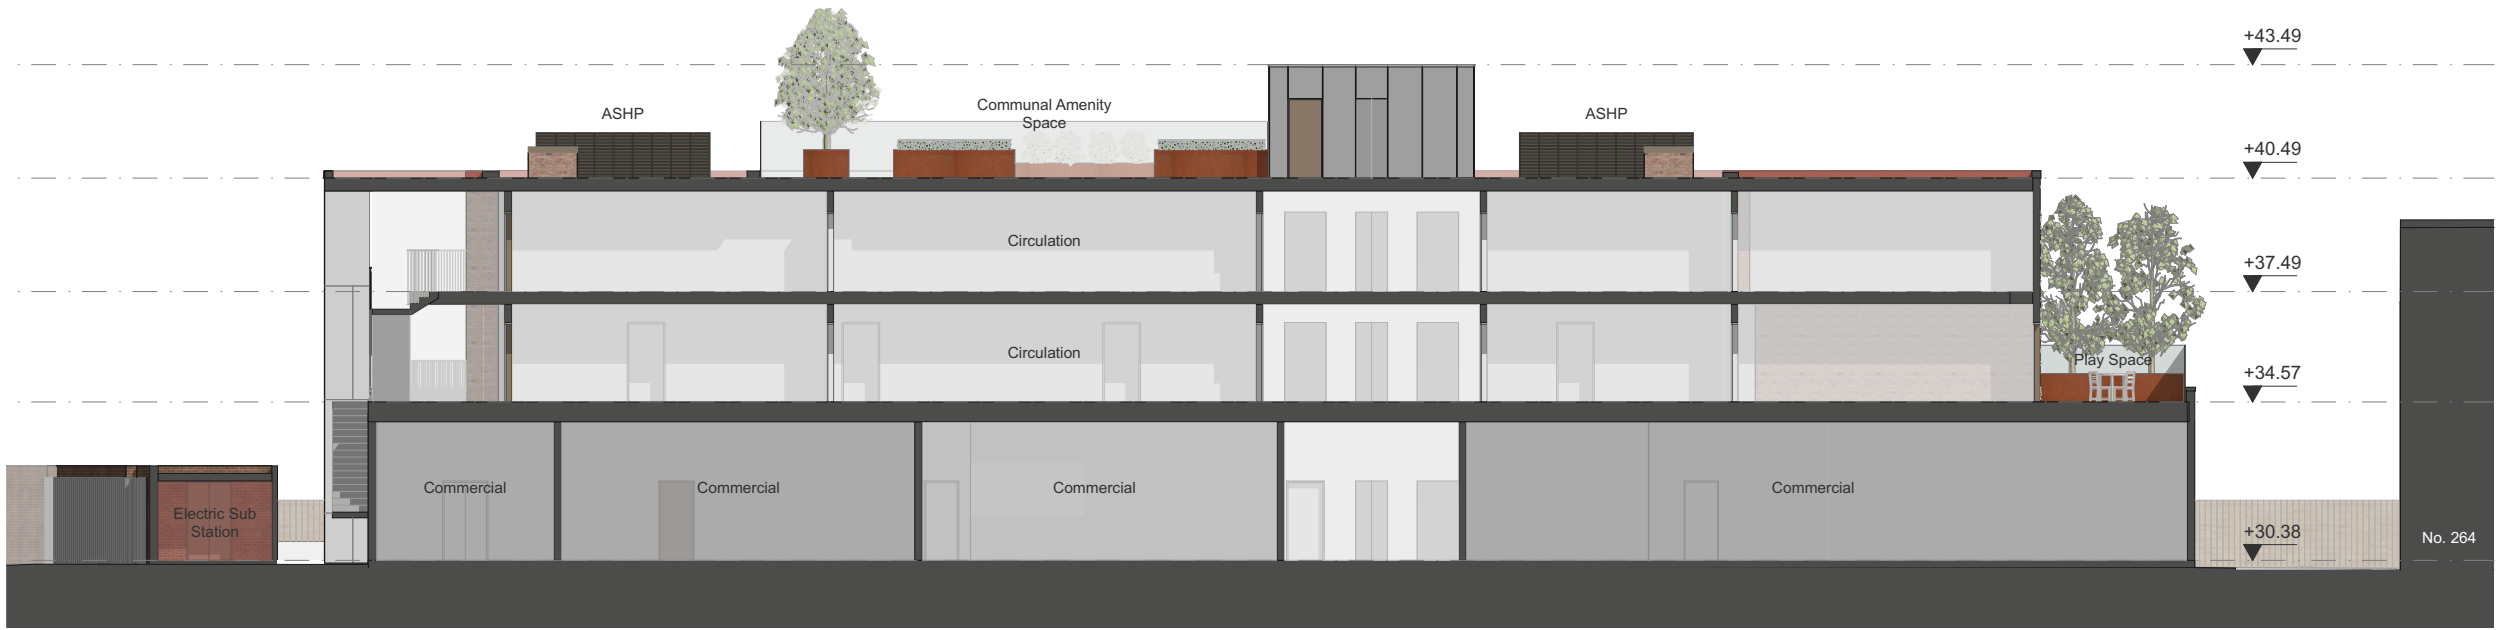 +43.49
ASHP
Communal Amenity
Space
ASHP
+40.49
Circulation
+37.49
Circulation
Play Space
+34.57
Commercial
Commercial
Commercial
Commercial
Electric Sub
Station
+30.38
No. 264